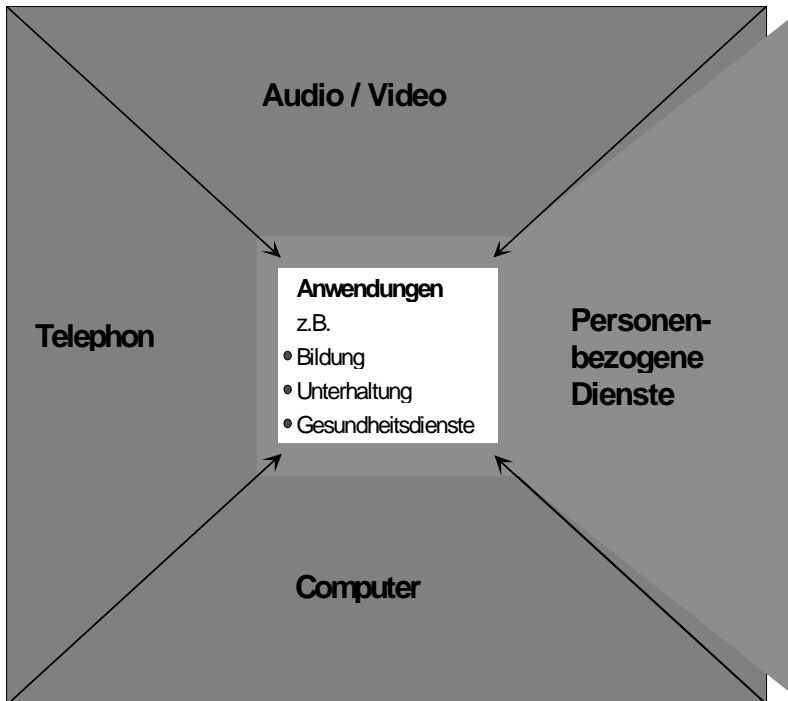 Audio / Video
Telephon
Anwendungen
z.B.
• Bildung
• Unterhaltung
• Gesundheitsdienste
Personen-
bezogene
Dienste
Computer